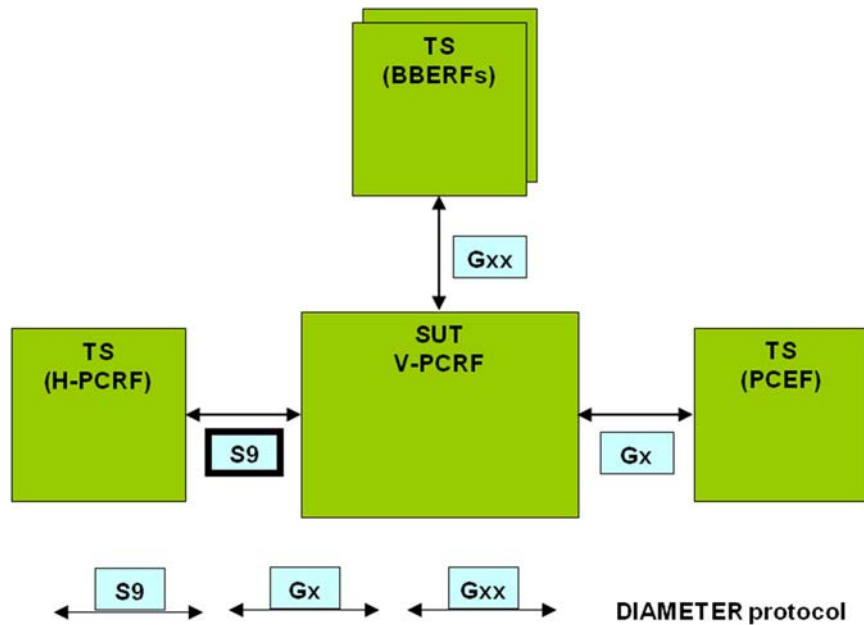 TS
(BBERFs)
Gxx
TS
(H-PCRF)
SUT
V-PCRF
TS
(PCEF)
S9
Gx
S9
Gx
Gxx
DIAMETER protocol